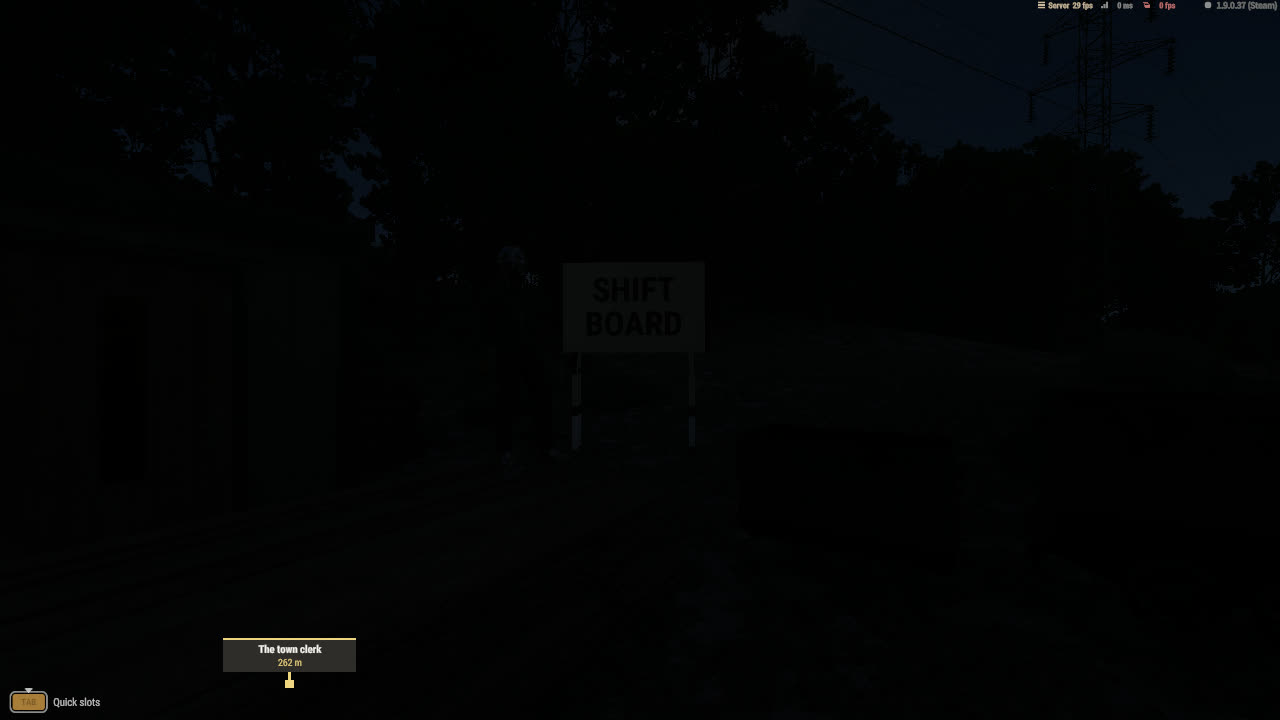 Server 29 fps 0 ms 0 fps 1.9.0.37 (Steam)
SHIFT
BOARD
The town clerk
262 m
TAB Quick slots